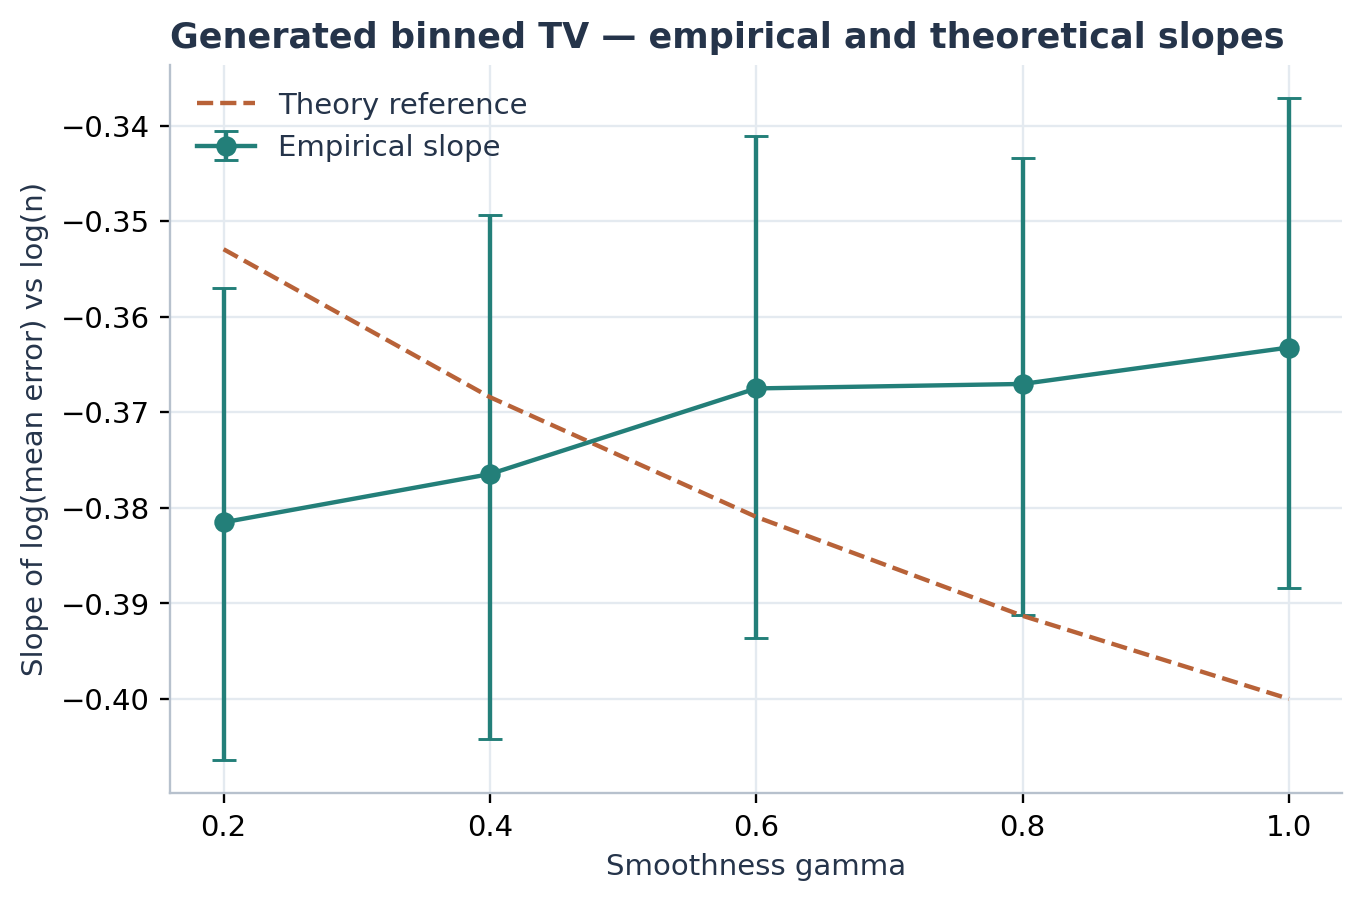 Generated binned TV — empirical and theoretical slopes
Theory reference
Empirical slope
Slope of log(mean error) vs log(n)
−0.34
−0.35
−0.36
−0.37
−0.38
−0.39
−0.40
0.2
0.4
0.6
0.8
1.0
Smoothness gamma